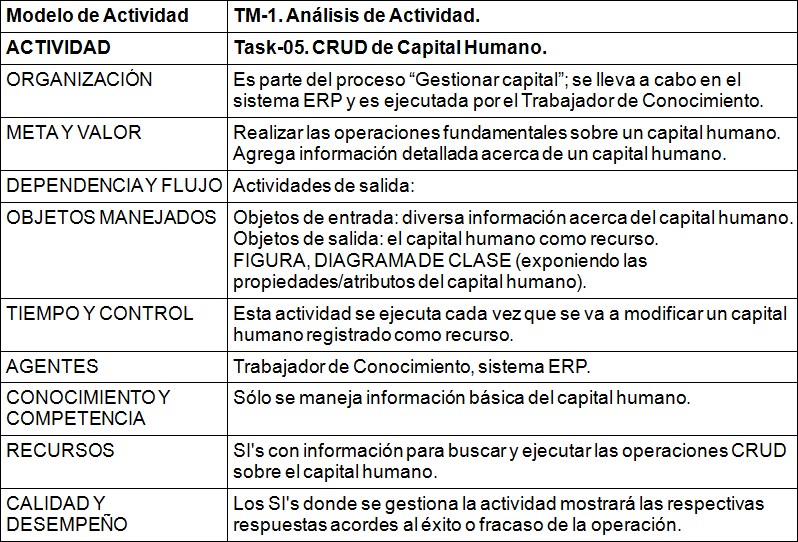 Modelo de Actividad TM-1. Análisis de Actividad.
ACTIVIDAD Task-05. CRUD de Capital Humano.
ORGANIZACIÓN Es parte del proceso “Gestionar capital”; se lleva a cabo en el
sistema ERP y es ejecutada por el Trabajador de Conocimiento.
META Y VALOR Realizar las operaciones fundamentales sobre un capital humano.
Agrega información detallada acerca de un capital humano.
DEPENDENCIA Y FLUJO Actividades de salida:
OBJETOS MANEJADOS Objetos de entrada: diversa información acerca del capital humano.
Objetos de salida: el capital humano como recurso.
FIGURA, DIAGRAMA DE CLASE (exponiendo las
propiedades/atributos del capital humano).
TIEMPO Y CONTROL Esta actividad se ejecuta cada vez que se va a modificar un capital
humano registrado como recurso.
AGENTES Trabajador de Conocimiento, sistema ERP.
CONOCIMIENTO Y Sólo se maneja información básica del capital humano.
COMPETENCIA
RECURSOS SI's con información para buscar y ejecutar las operaciones CRUD
sobre el capital humano.
CALIDAD Y Los SI's donde se gestiona la actividad mostrará las respectivas
DESEMPEÑO respuestas acordes al éxito o fracaso de la operación.